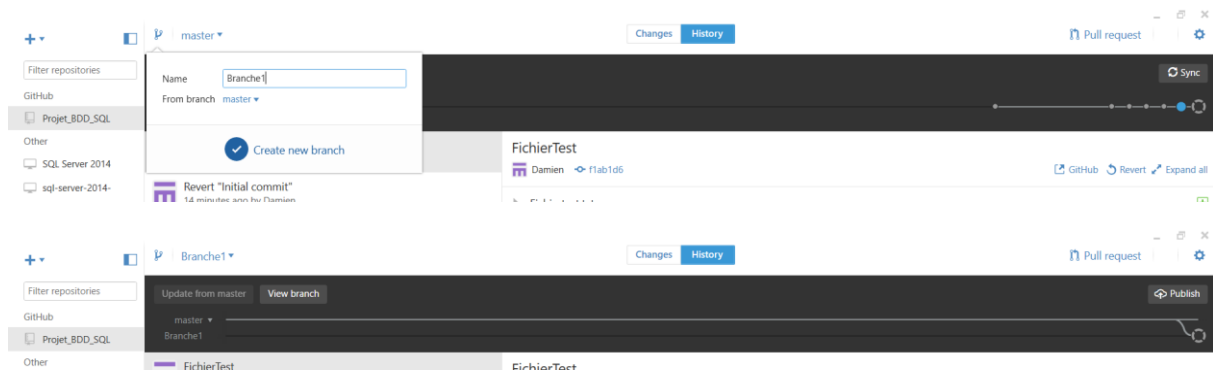 master
Changes History
Pull request
Filter repositories
Name Branche1
Sync
GitHub
From branch master
Projet_BDD_SQL
Other
Create new branch
FichierTest
SQL Server 2014
Damien f1ab1d6
GitHub Revert Expand all
sql-server-2014-
Revert "Initial commit"
14 minutes ago by Damien
Branche1
Changes History
Pull request
Filter repositories
Update from master View branch
Publish
GitHub
master
Projet_BDD_SQL
Branche1
Other
FichierTest
FichierTest